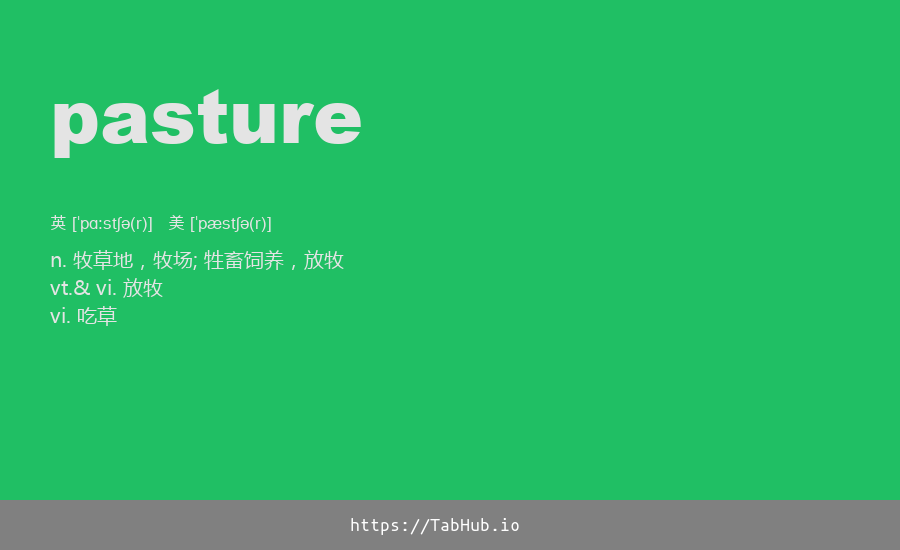 pasture
英 [ˈpɑːstʃə(r)] 美 [ˈpæstʃə(r)]
n. 牧草地，牧场; 牲畜饲养，放牧
vt.& vi. 放牧
vi. 吃草
https://TabHub.io